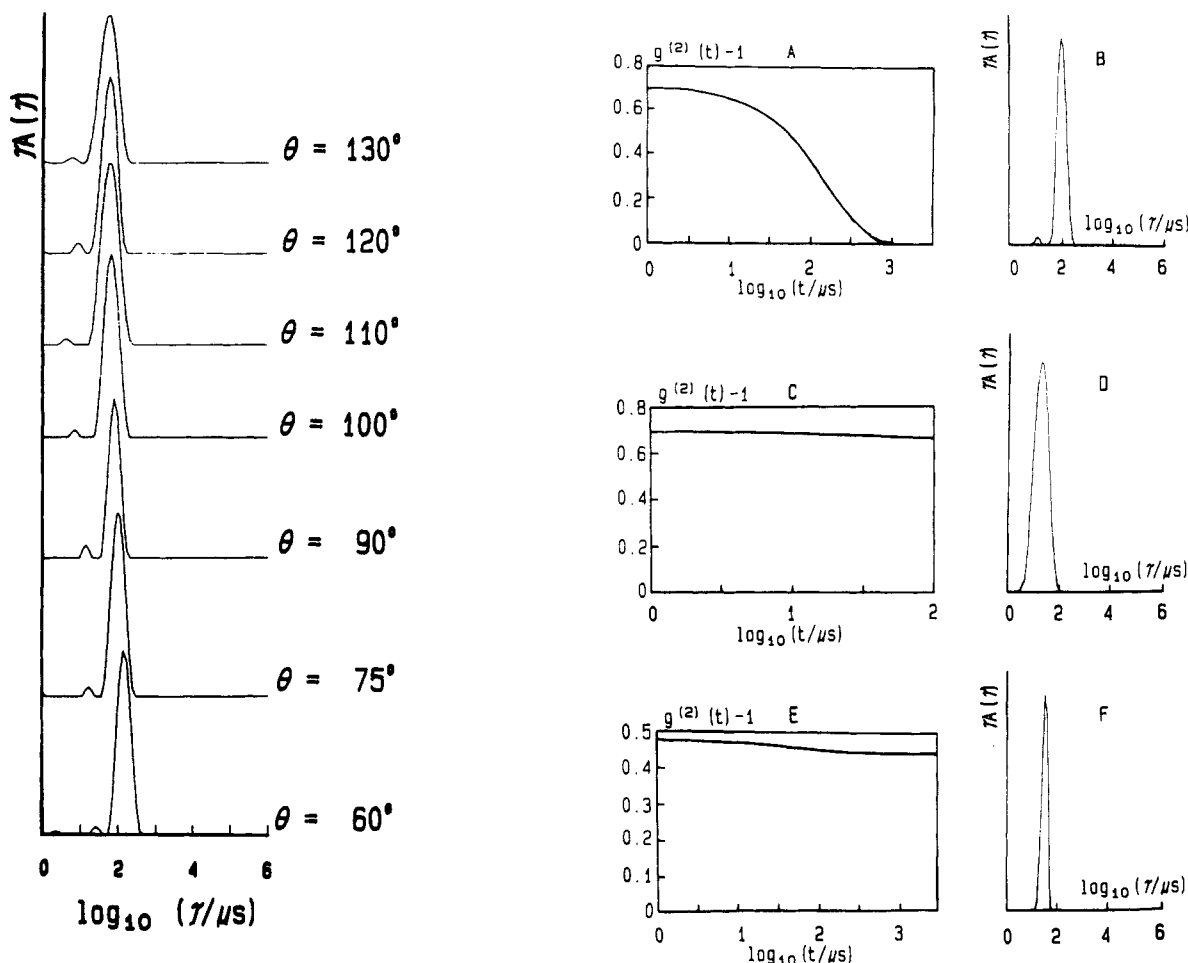 τA(τ)
θ = 130°
θ = 120°
θ = 110°
θ = 100°
θ = 90°
θ = 75°
θ = 60°
0 2 4 6
log₁₀ (τ/μs)
g⁽²⁾(t)-1 A
0.8
0.6
0.4
0.2
0
0 1 2 3
log₁₀(t/μs)
τA(τ)
B
log₁₀(τ/μs)
0 2 4 6
g⁽²⁾(t)-1 C
0.8
0.6
0.4
0.2
0
0 1 2
log₁₀(t/μs)
τA(τ)
D
log₁₀(τ/μs)
0 2 4 6
g⁽²⁾(t)-1 E
0.5
0.4
0.3
0.2
0.1
0
0 1 2 3
log₁₀(t/μs)
τA(τ)
F
log₁₀(τ/μs)
0 2 4 6